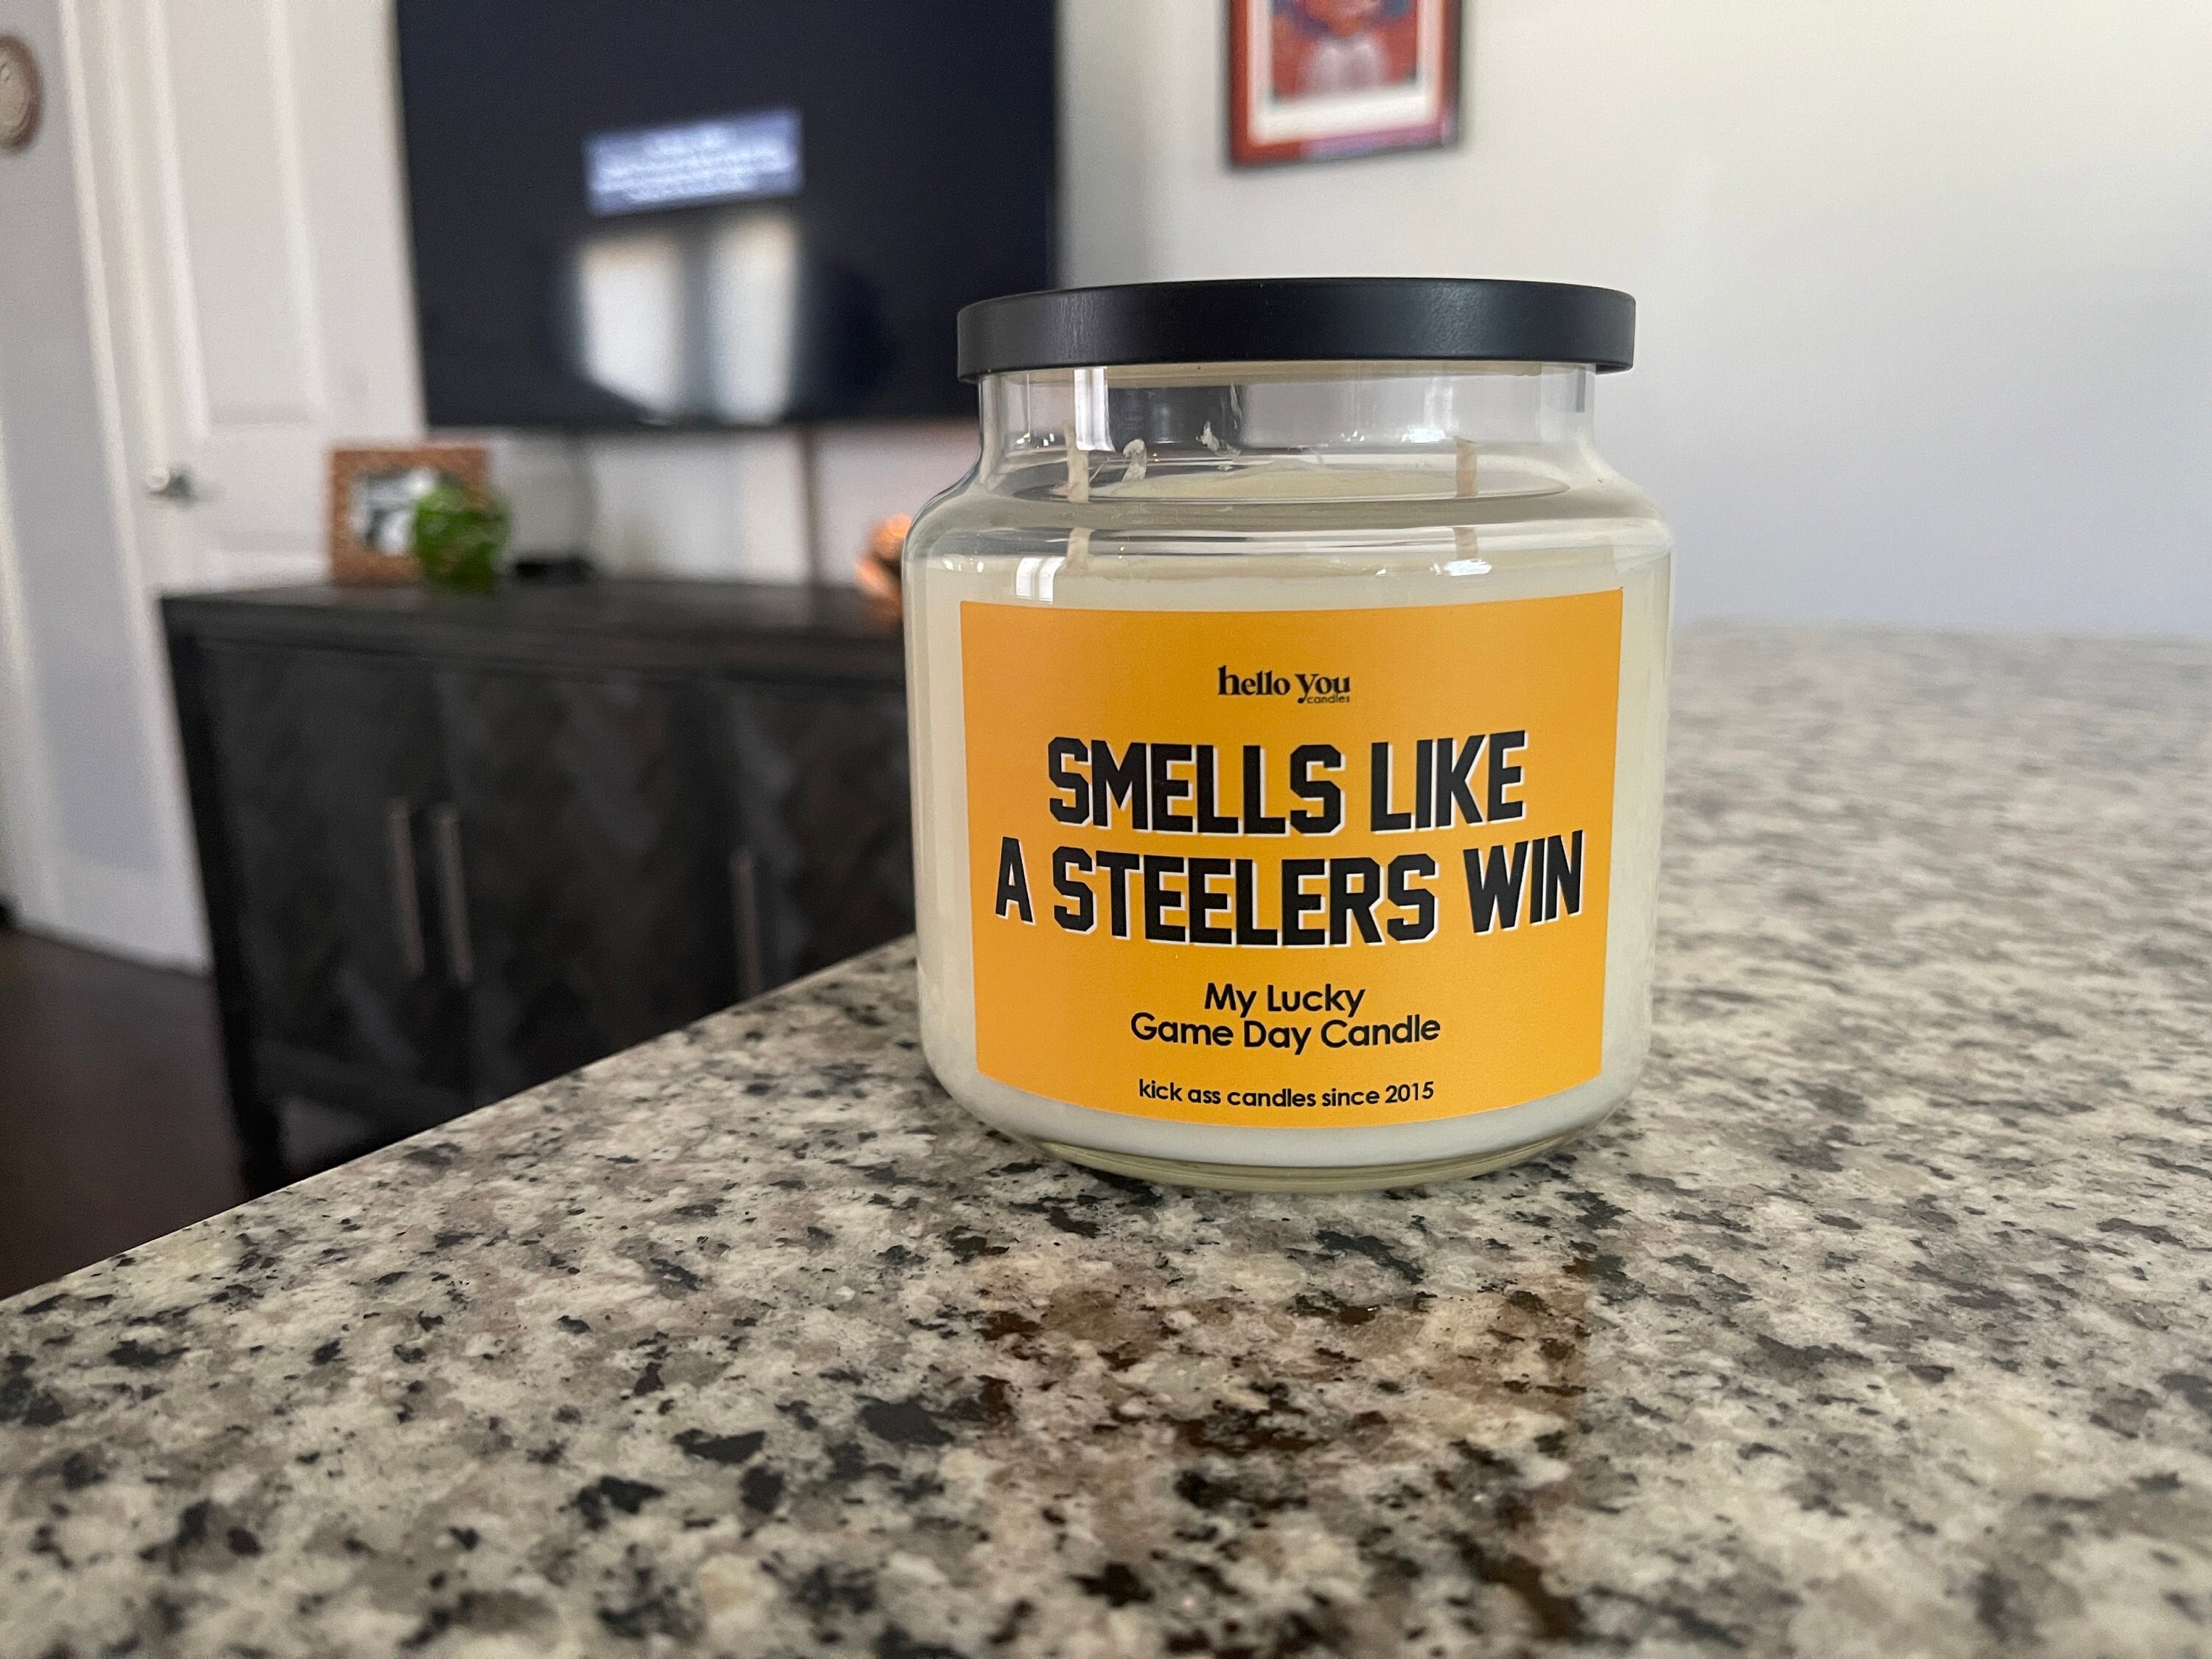 hello you
candles
SMELLS LIKE
A STEELERS WIN
My Lucky
Game Day Candle
kick ass candles since 2015